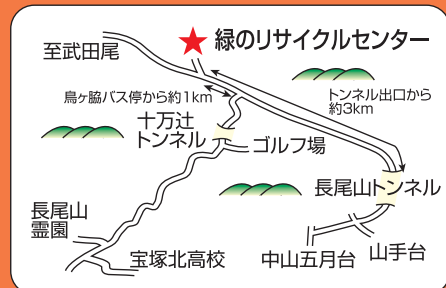 至武田尾
緑のリサイクルセンター
鳥ヶ脇バス停から約1km
トンネル出口から
約3km
十万辻
トンネル
ゴルフ場
長尾山トンネル
長尾山
霊園
宝塚北高校
中山五月台
山手台